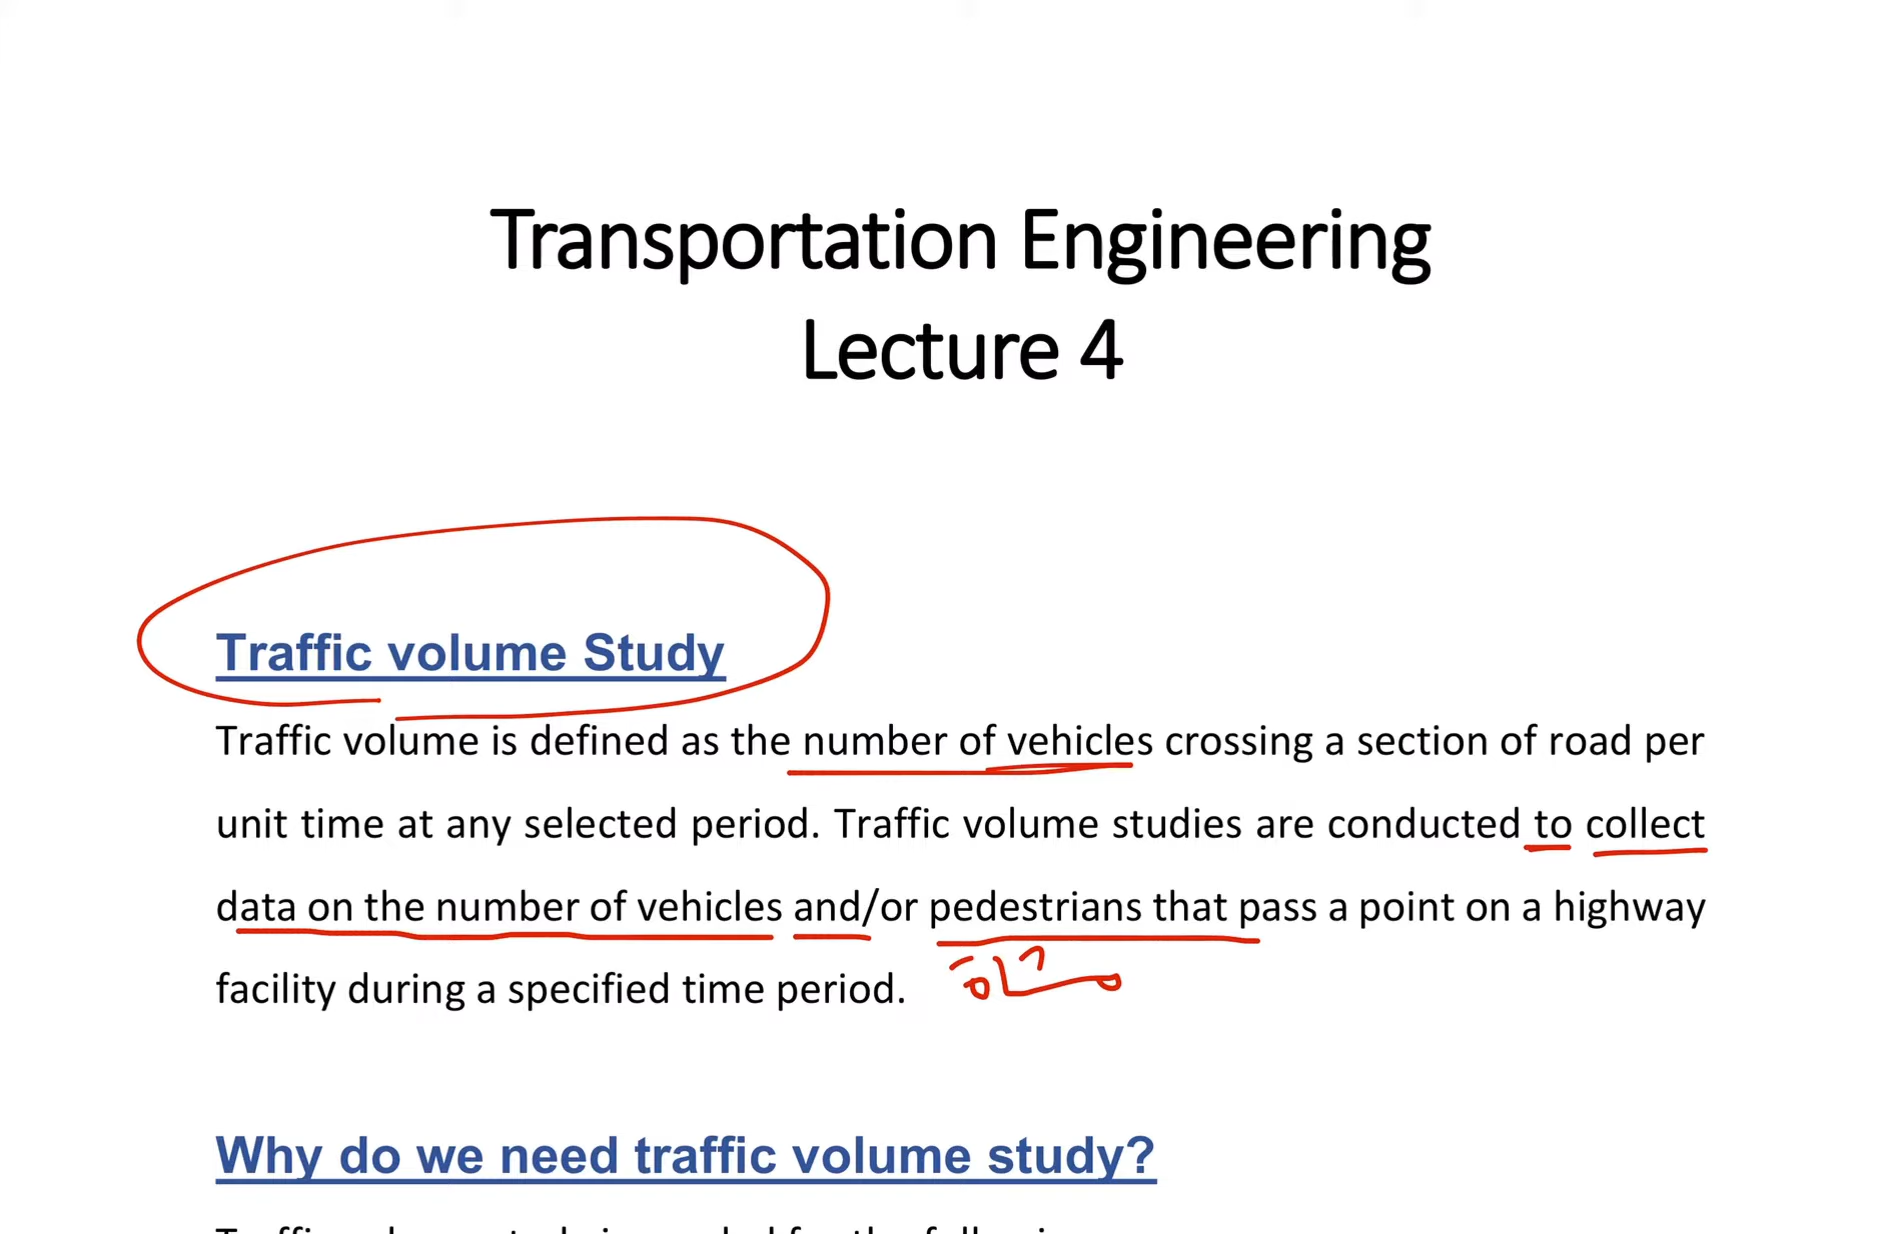 Transportation Engineering
Lecture 4
Traffic volume Study
Traffic volume is defined as the number of vehicles crossing a section of road per
unit time at any selected period. Traffic volume studies are conducted to collect
data on the number of vehicles and/or pedestrians that pass a point on a highway
facility during a specified time period.
Why do we need traffic volume study?